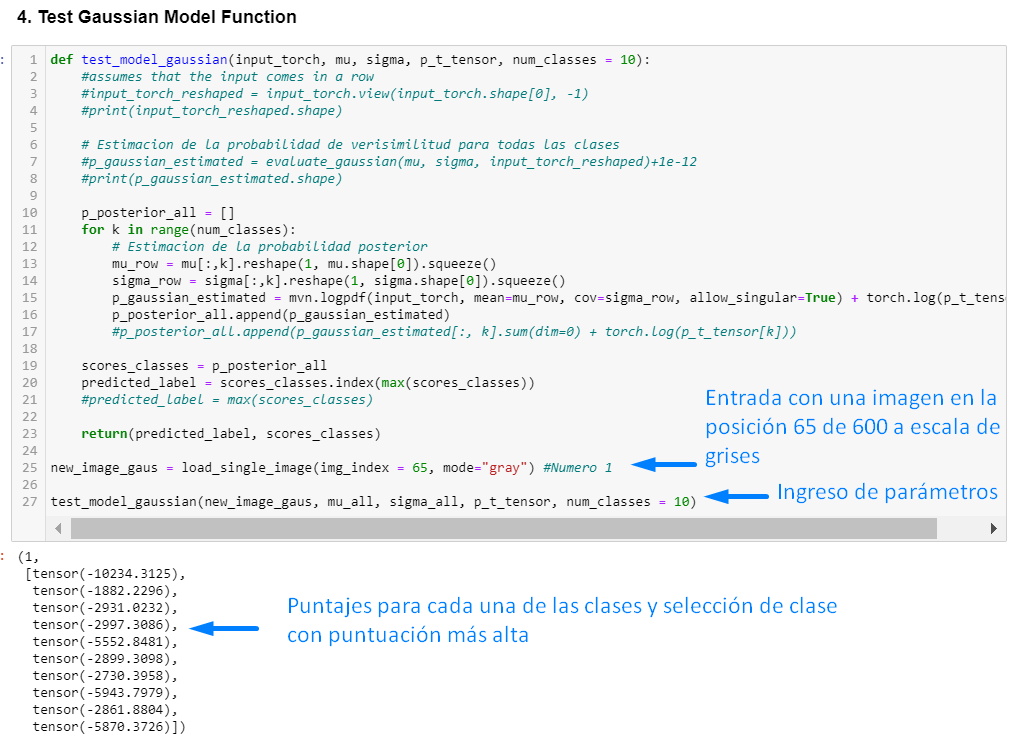 4. Test Gaussian Model Function
:
1 def test_model_gaussian(input_torch, mu, sigma, p_t_tensor, num_classes = 10):
2 #assumes that the input comes in a row
3 #input_torch_reshaped = input_torch.view(input_torch.shape[0], -1)
4 #print(input_torch_reshaped.shape)
5
6 # Estimacion de la probabilidad de verisimilitud para todas las clases
7 #p_gaussian_estimated = evaluate_gaussian(mu, sigma, input_torch_reshaped)+1e-12
8 #print(p_gaussian_estimated.shape)
9
10 p_posterior_all = []
11 for k in range(num_classes):
12 # Estimacion de la probabilidad posterior
13 mu_row = mu[:,k].reshape(1, mu.shape[0]).squeeze()
14 sigma_row = sigma[:,k].reshape(1, sigma.shape[0]).squeeze()
15 p_gaussian_estimated = mvn.logpdf(input_torch, mean=mu_row, cov=sigma_row, allow_singular=True) + torch.log(p_t_tens
16 p_posterior_all.append(p_gaussian_estimated)
17 #p_posterior_all.append(p_gaussian_estimated[:, k].sum(dim=0) + torch.log(p_t_tensor[k]))
18
19 scores_classes = p_posterior_all
20 predicted_label = scores_classes.index(max(scores_classes))
21 #predicted_label = max(scores_classes)
22
23 return(predicted_label, scores_classes)
24
25 new_image_gaus = load_single_image(img_index = 65, mode="gray") #Numero 1
26
27 test_model_gaussian(new_image_gaus, mu_all, sigma_all, p_t_tensor, num_classes = 10)
Entrada con una imagen en la
posición 65 de 600 a escala de
grises
Ingreso de parámetros
: (1,
[tensor(-10234.3125),
tensor(-1882.2296),
tensor(-2931.0232),
tensor(-2997.3086),
tensor(-5552.8481),
tensor(-2899.3098),
tensor(-2730.3958),
tensor(-5943.7979),
tensor(-2861.8804),
tensor(-5870.3726)])
Puntajes para cada una de las clases y selección de clase
con puntuación más alta